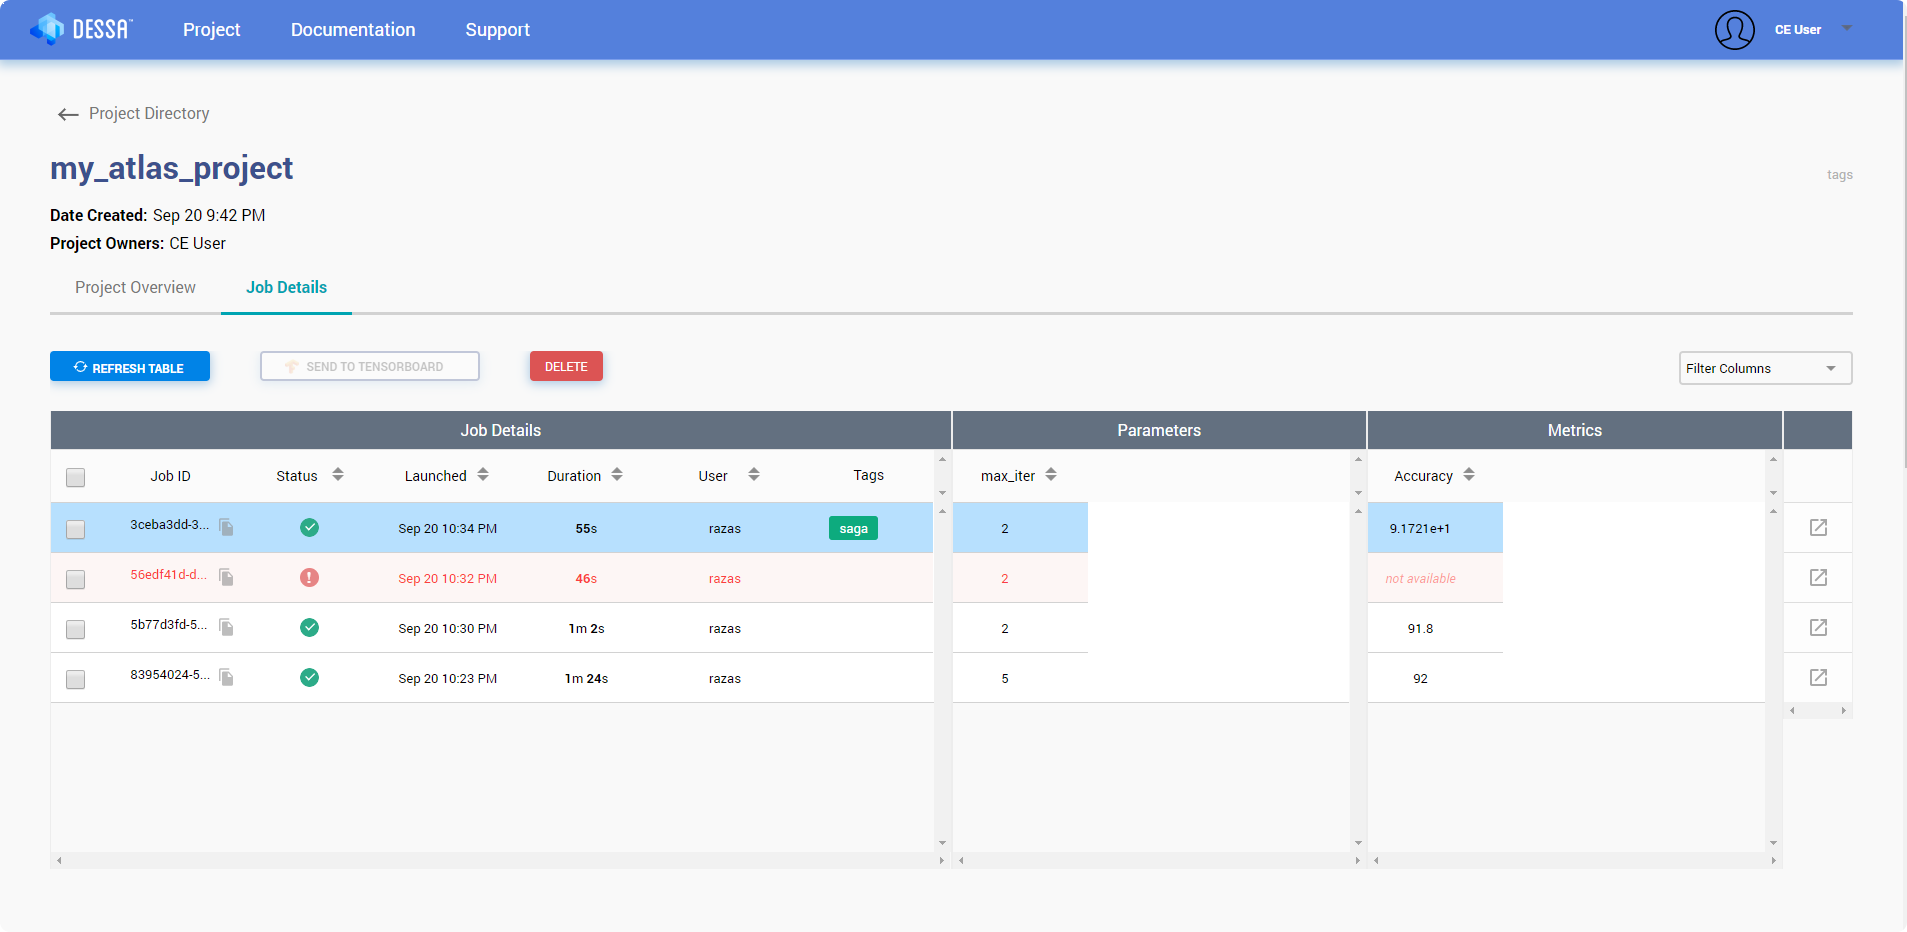 DESSA™ Project Documentation Support CE User
Project Directory
my_atlas_project
tags
Date Created: Sep 20 9:42 PM
Project Owners: CE User
Project Overview Job Details
REFRESH TABLE SEND TO TENSORBOARD DELETE Filter Columns
Job Details Parameters Metrics
Job ID Status Launched Duration User Tags max_iter Accuracy
3ceba3dd-3... Sep 20 10:34 PM 55s razas saga 2 9.1721e+1
56edf41d-d... Sep 20 10:32 PM 46s razas 2 not available
5b77d3fd-5... Sep 20 10:30 PM 1m 2s razas 2 91.8
83954024-5... Sep 20 10:23 PM 1m 24s razas 5 92